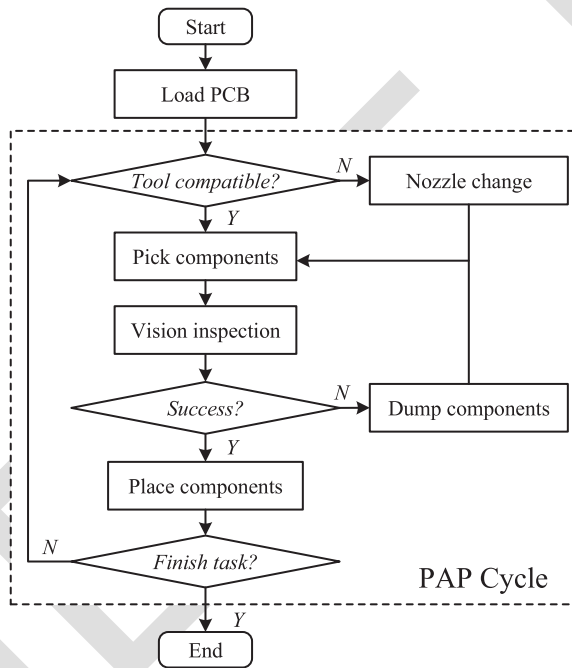 Start
Load PCB
Tool compatible?
N
Nozzle change
Y
Pick components
Vision inspection
Success?
N
Dump components
Y
Place components
N
Finish task?
PAP Cycle
Y
End